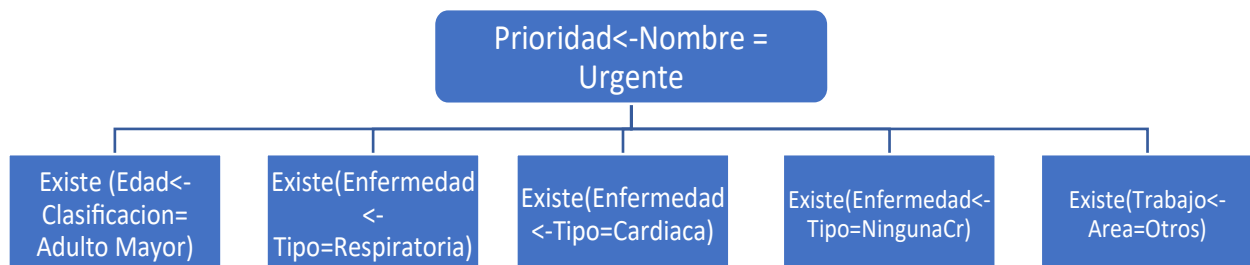 Prioridad<-Nombre =
Urgente
Existe (Edad<-
Clasificacion=
Adulto Mayor)
Existe(Enfermedad
<-
Tipo=Respiratoria)
Existe(Enfermedad
<-Tipo=Cardiaca)
Existe(Enfermedad<-
Tipo=NingunaCr)
Existe(Trabajo<-
Area=Otros)